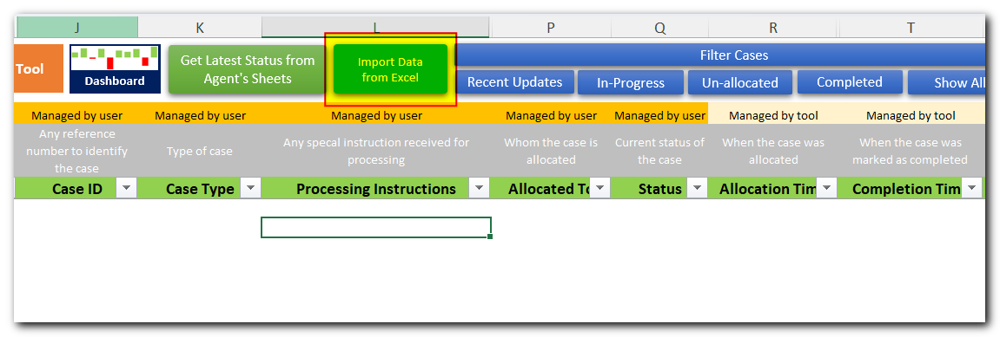 J K L P Q R T
Tool
Dashboard
Get Latest Status from
Agent's Sheets
Import Data
from Excel
Filter Cases
Recent Updates In-Progress Un-allocated Completed Show All
Managed by user Managed by user Managed by user Managed by user Managed by user Managed by tool Managed by tool
Any reference
number to identify
the case
Type of case
Any specal instruction received for
processing
Whom the case is
allocated
Current status of
the case
When the case was
allocated
When the case was
marked as completed
Case ID Case Type Processing Instructions Allocated To Status Allocation Tim Completion Tim